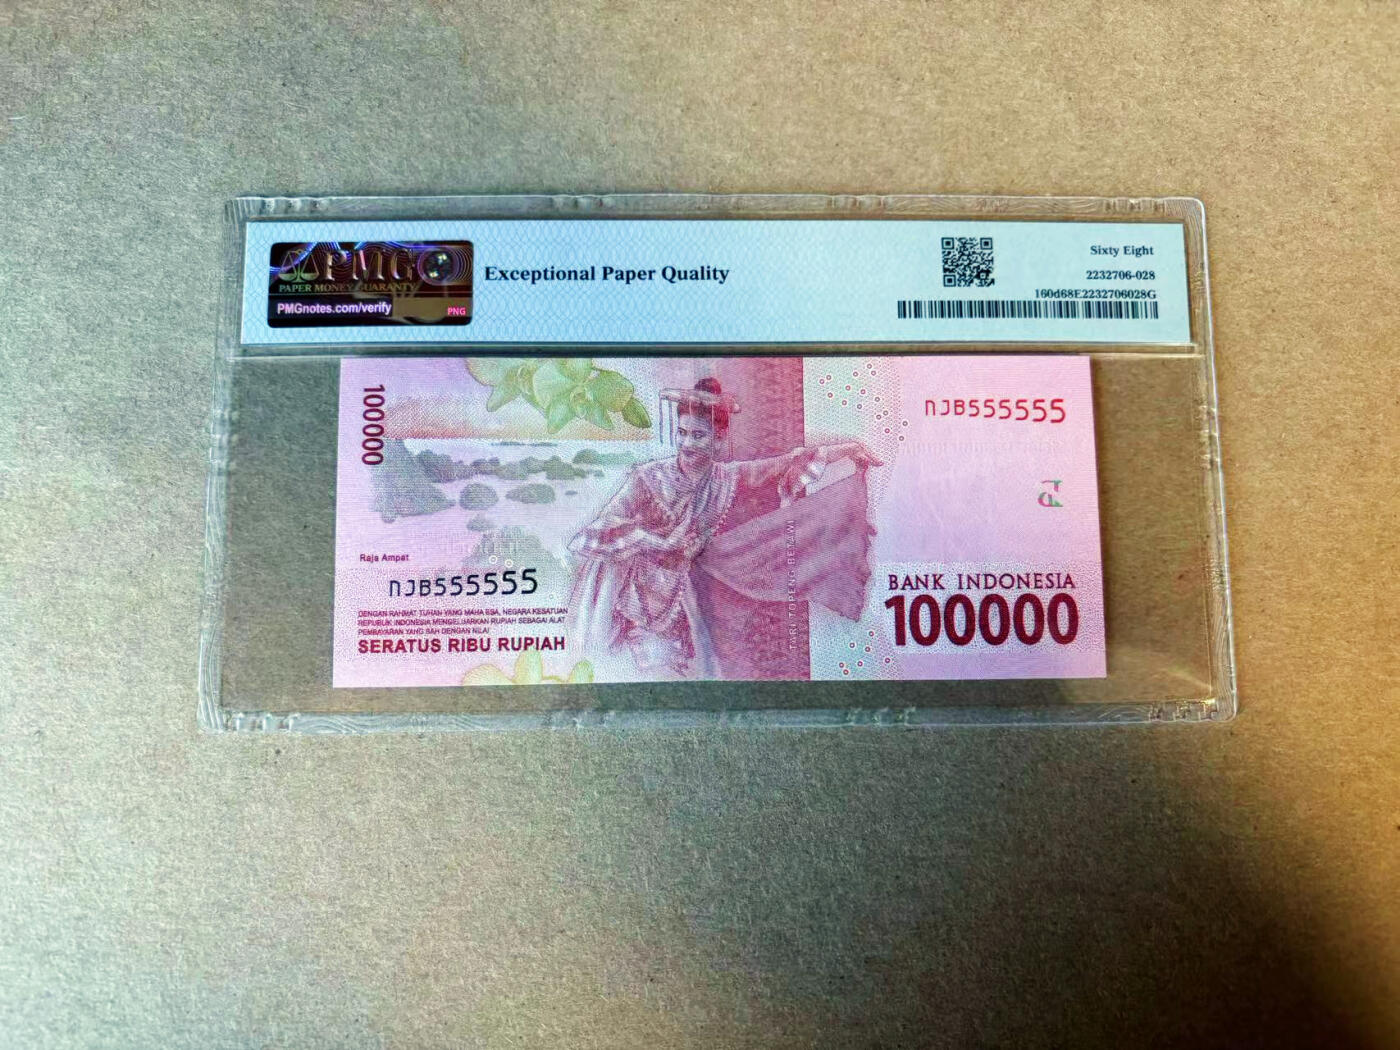 PMG
PAPER MONEY GUARANTY
PMGnotes.com/verify
PNG
Exceptional Paper Quality
Sixty Eight
2232706-028
160d68E2232706028G
100000
NJB555555
Raja Ampat
NJB555555
DENGAN RAHMAT TUHAN YANG MAHA ESA, NEGARA KESATUAN
REPUBLIK INDONESIA MENGELUARKAN RUPIAH SEBAGAI ALAT
PEMBAYARAN YANG SAH DENGAN NILAI
SERATUS RIBU RUPIAH
TARI TOPENG BETAWI
BANK INDONESIA
100000